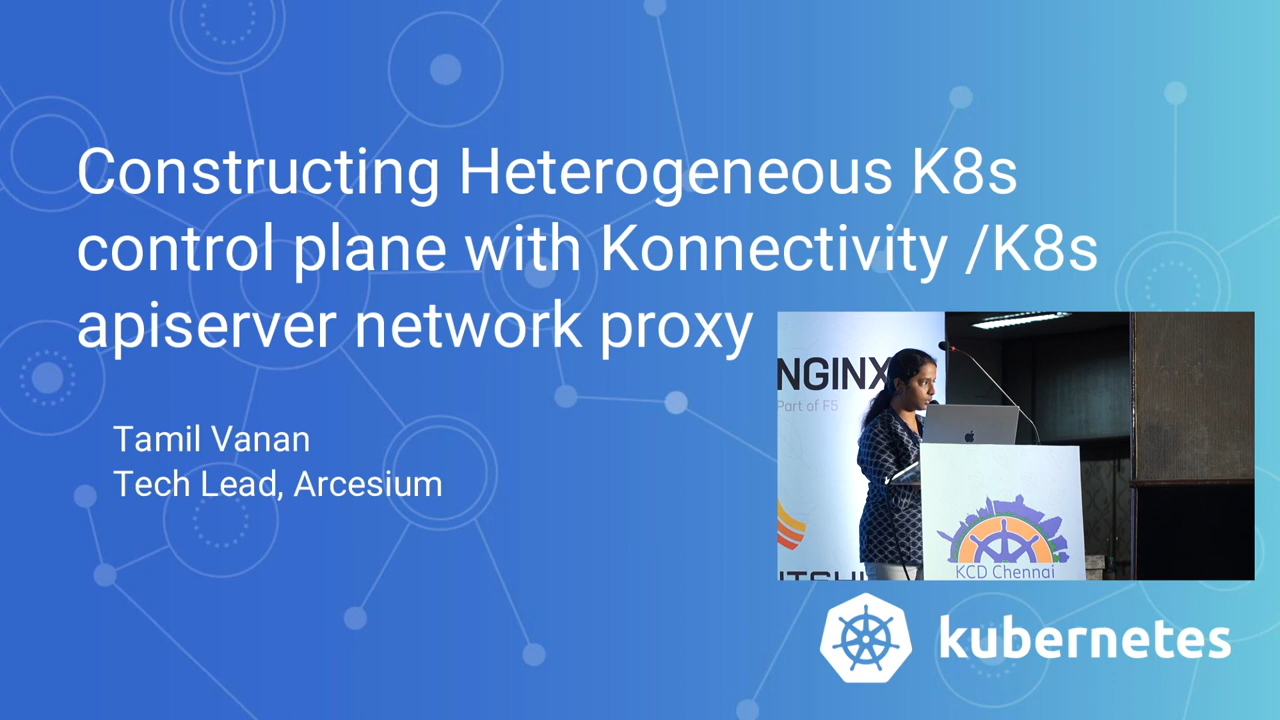 Constructing Heterogeneous K8s
control plane with Konnectivity /K8s
apiserver network proxy
Tamil Vanan
Tech Lead, Arcesium
NGINX
Part of F5
KCD Chennai
kubernetes